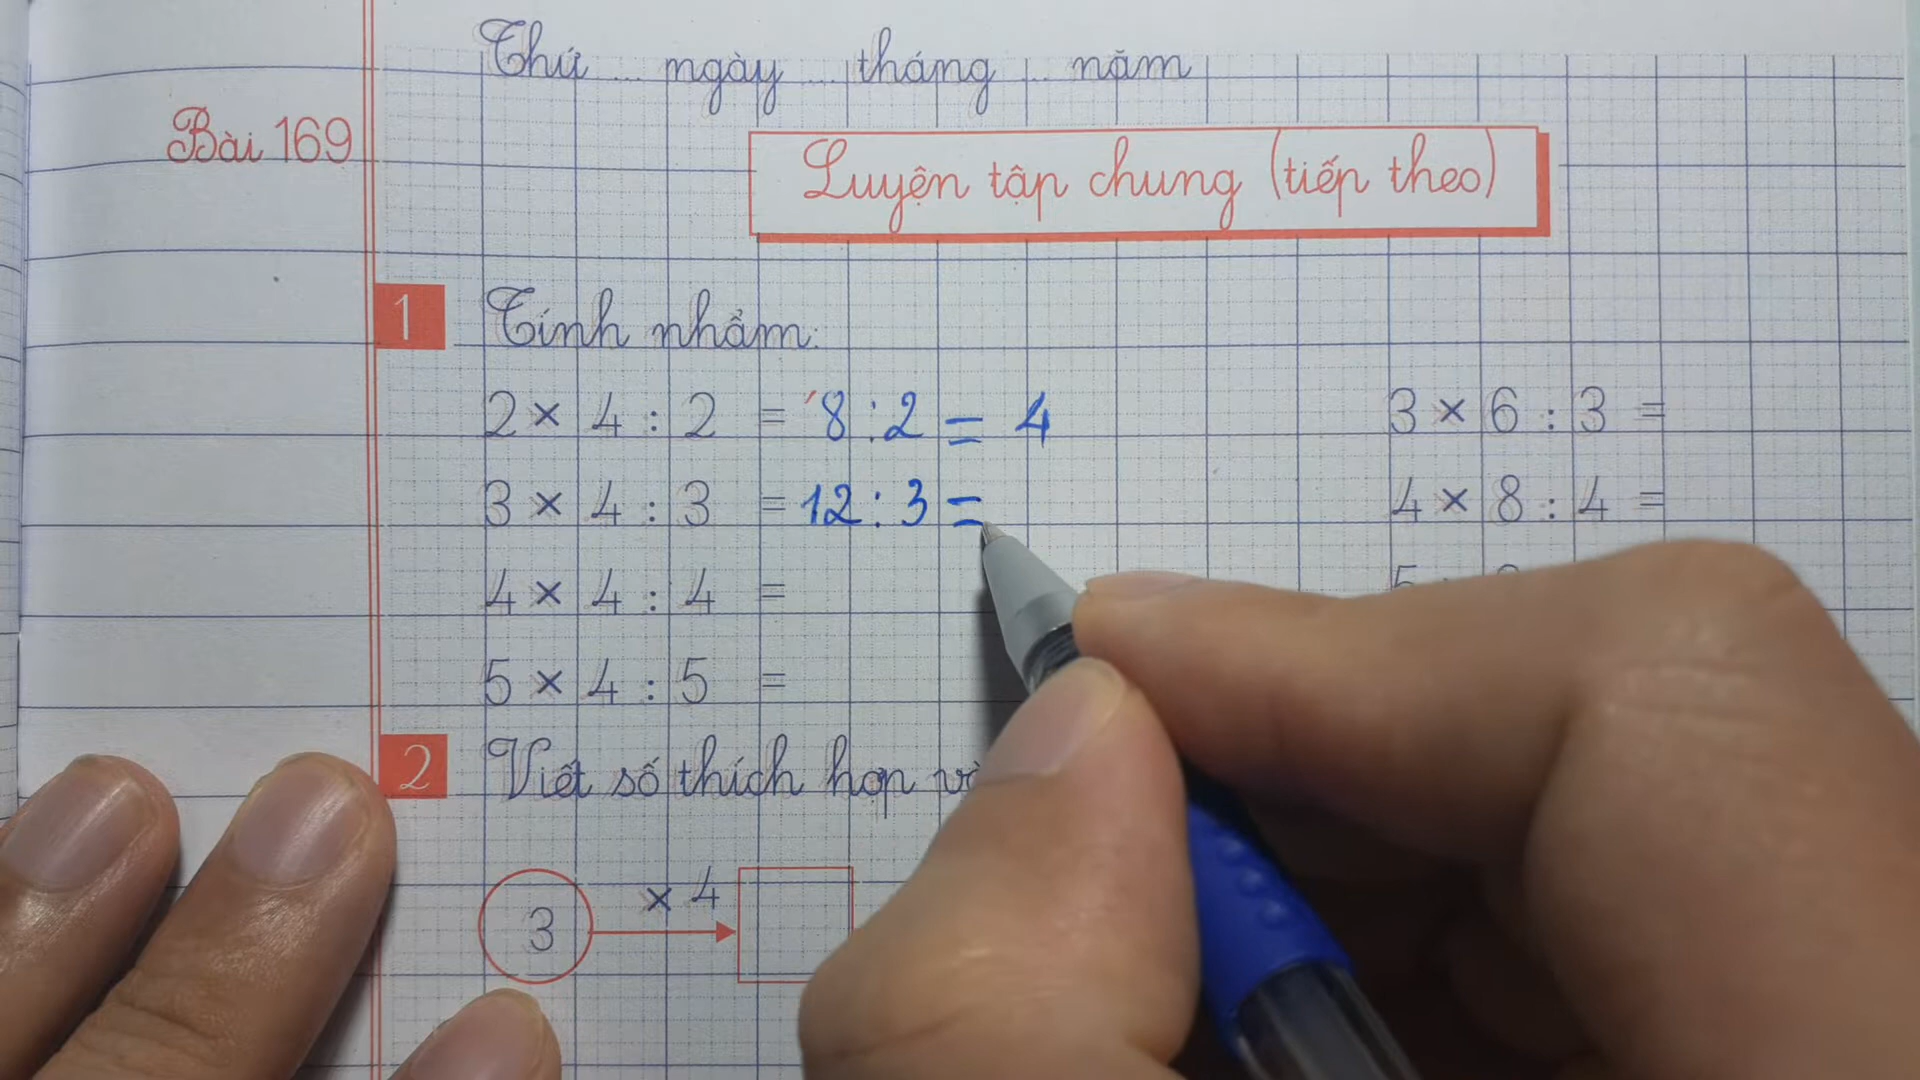 Thứ ... ngày ... tháng ... năm
Bài 169
Luyện tập chung (tiếp theo)
1 Tính nhẩm:
2 × 4 : 2 = 8 : 2 = 4
3 × 6 : 3 =
3 × 4 : 3 = 12 : 3 =
4 × 8 : 4 =
4 × 4 : 4 =
5 × 4 : 5 =
2 Viết số thích hợp
3 × 4